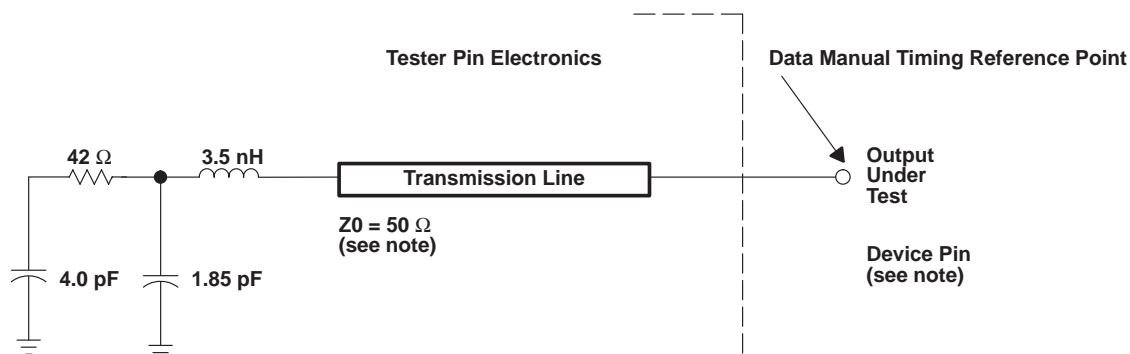 Tester Pin Electronics
Data Manual Timing Reference Point
42 Ω
3.5 nH
Transmission Line
Output
Under
Test
Z0 = 50 Ω
(see note)
Device Pin
(see note)
4.0 pF
1.85 pF